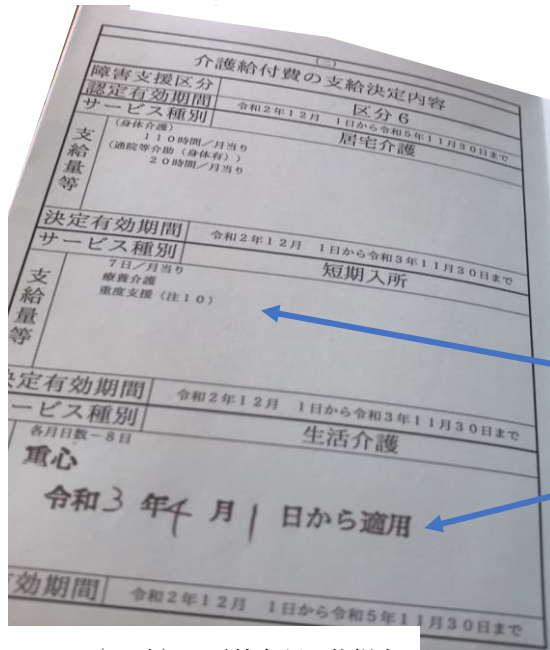 (二)
介護給付費の支給決定内容
障害支援区分 区分6
認定有効期間 令和2年12月 1日から令和5年11月30日まで
サービス種別 居宅介護
支給量等
(身体介護)
110時間/月当り
(通院等介助(身体有))
20時間/月当り
決定有効期間 令和2年12月 1日から令和3年11月30日まで
サービス種別 短期入所
支給量等
7日/月当り
療養介護
重度支援(注10)
決定有効期間 令和2年12月 1日から令和3年11月30日まで
ービス種別 生活介護
各月日数-8日
重心
令和3年4月1日から適用
有効期間 令和2年12月 1日から令和5年11月30日まで